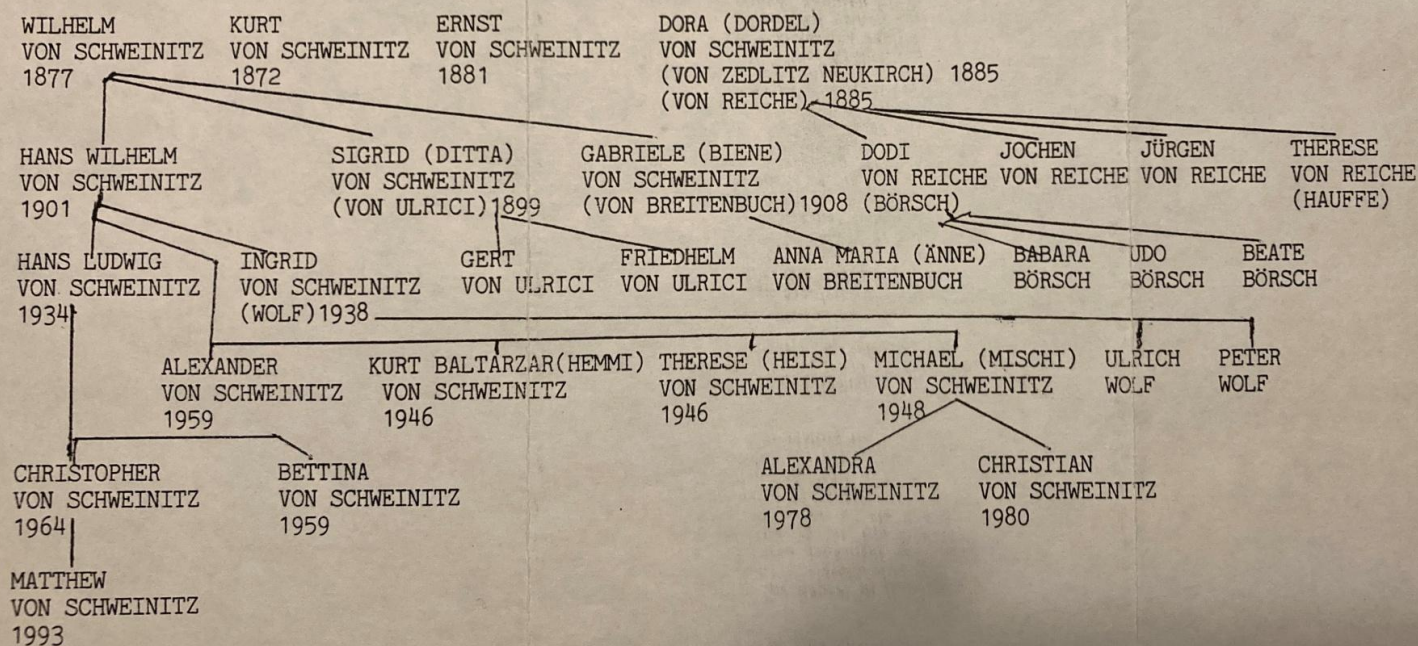 WILHELM
VON SCHWEINITZ
1877
KURT
VON SCHWEINITZ
1872
ERNST
VON SCHWEINITZ
1881
DORA (DORDEL)
VON SCHWEINITZ
(VON ZEDLITZ NEUKIRCH) 1885
(VON REICHE) 1885
HANS WILHELM
VON SCHWEINITZ
1901
SIGRID (DITTA)
VON SCHWEINITZ
(VON ULRICI)1899
GABRIELE (BIENE)
VON SCHWEINITZ
(VON BREITENBUCH)1908
DODI
VON REICHE
(BÖRSCH)
JOCHEN
VON REICHE
JÜRGEN
VON REICHE
THERESE
VON REICHE
(HAUFFE)
HANS LUDWIG
VON SCHWEINITZ
1934
INGRID
VON SCHWEINITZ
(WOLF)1938
GERT
VON ULRICI
FRIEDHELM
VON ULRICI
ANNA MARIA (ÄNNE)
VON BREITENBUCH
BABARA
BÖRSCH
UDO
BÖRSCH
BEATE
BÖRSCH
ALEXANDER
VON SCHWEINITZ
1959
KURT BALTARZAR(HEMMI)
VON SCHWEINITZ
1946
THERESE (HEISI)
VON SCHWEINITZ
1946
MICHAEL (MISCHI)
VON SCHWEINITZ
1948
ULRICH
WOLF
PETER
WOLF
CHRISTOPHER
VON SCHWEINITZ
1964
BETTINA
VON SCHWEINITZ
1959
ALEXANDRA
VON SCHWEINITZ
1978
CHRISTIAN
VON SCHWEINITZ
1980
MATTHEW
VON SCHWEINITZ
1993